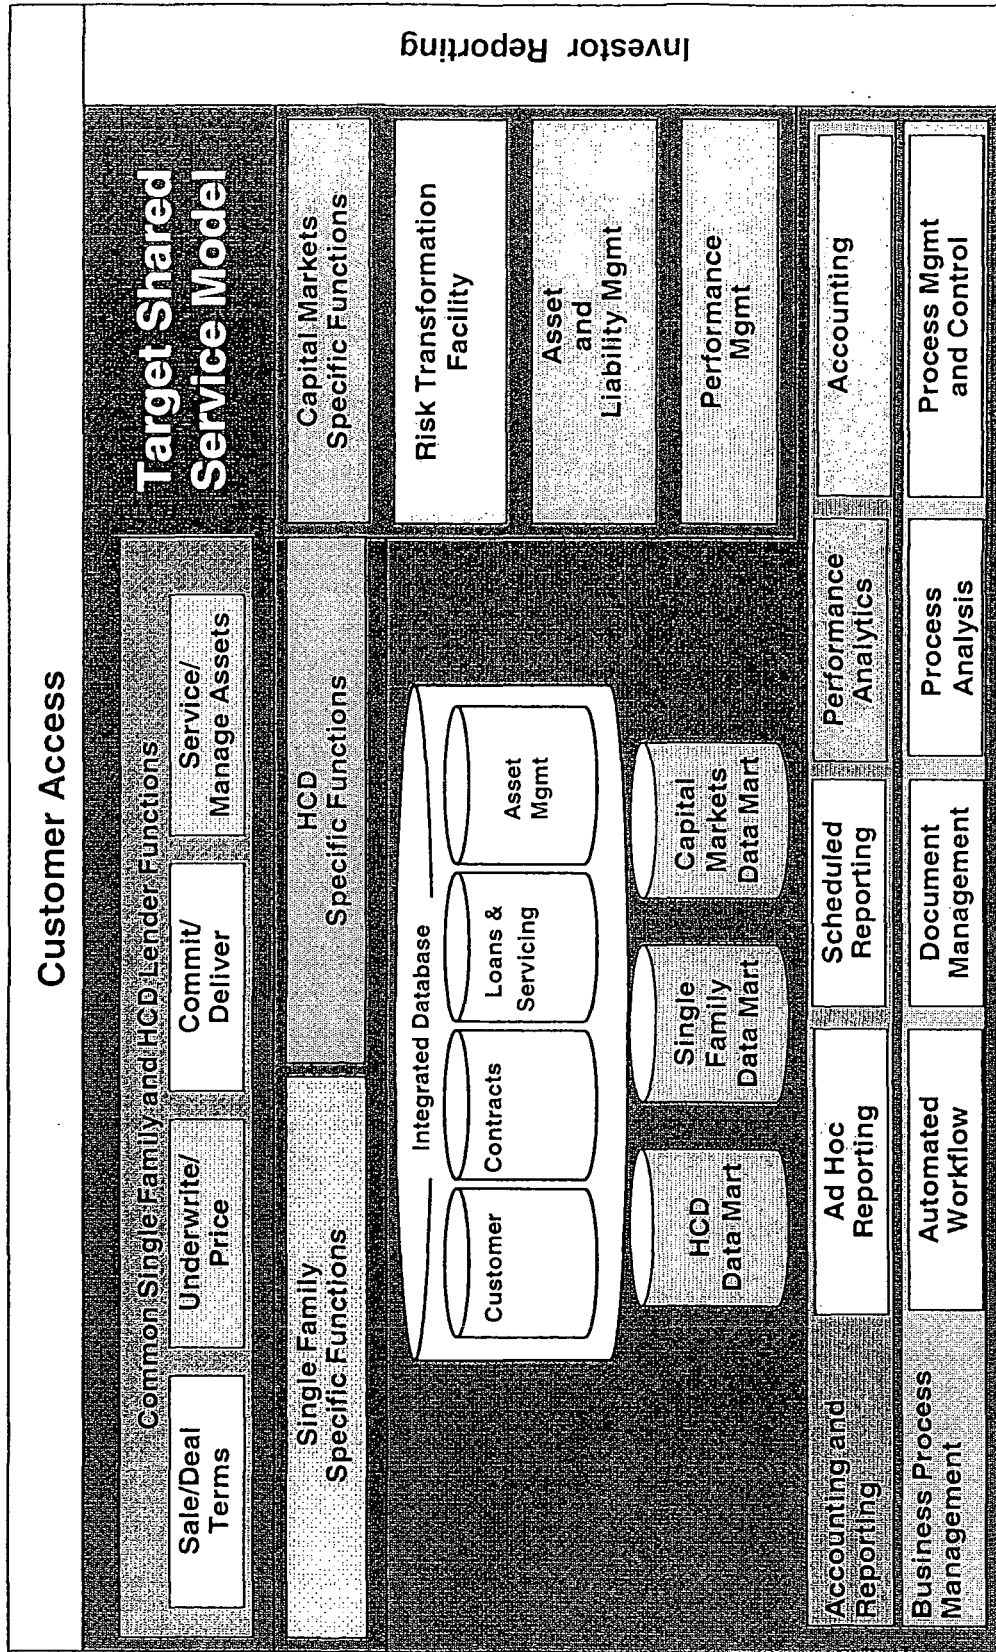 Customer Access
Investor Reporting
Target Shared
Service Model
Common Single Family and HCD Lender Functions
Sale/Deal
Terms
Underwrite/
Price
Commit/
Deliver
Service/
Manage Assets
Single Family
Specific Functions
HCD
Specific Functions
Capital Markets
Specific Functions
Risk Transformation
Facility
Asset
and
Liability Mgmt
Performance
Mgmt
Integrated Database
Customer
Contracts
Loans &
Servicing
Asset
Mgmt
HCD
Data Mart
Single
Family
Data Mart
Capital
Markets
Data Mart
Accounting and
Reporting
Ad Hoc
Reporting
Scheduled
Reporting
Performance
Analytics
Accounting
Business Process
Management
Automated
Workflow
Document
Management
Process
Analysis
Process Mgmt
and Control